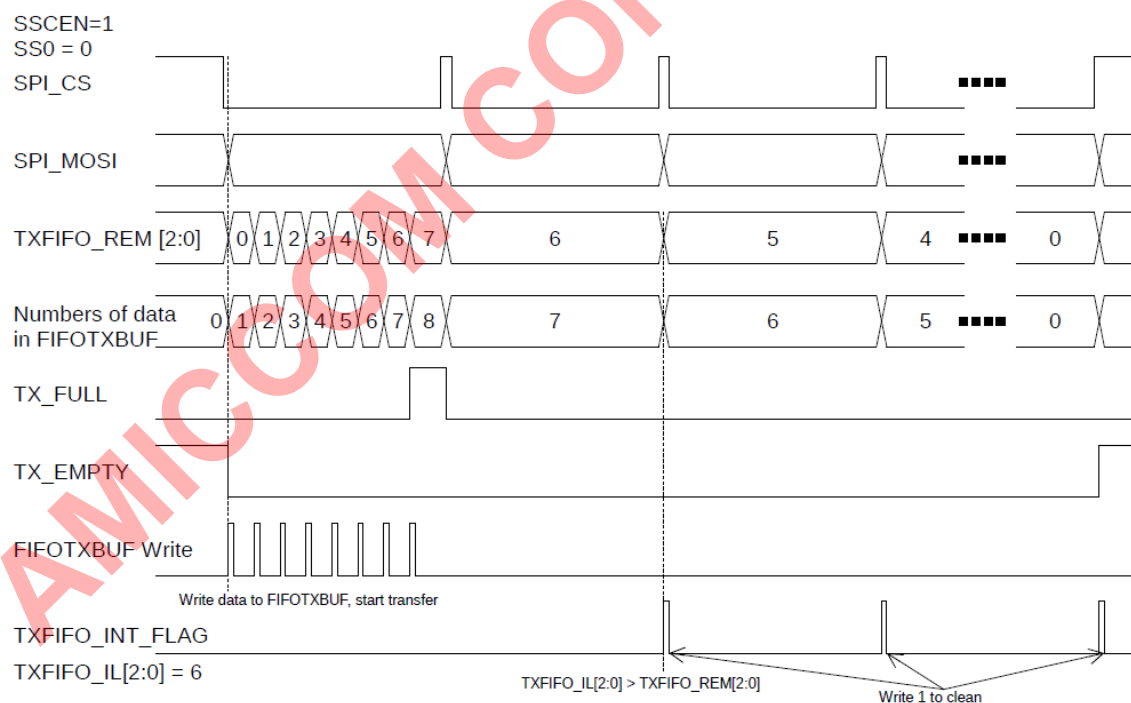 SSCEN=1
SS0 = 0
SPI_CS
SPI_MOSI
TXFIFO_REM [2:0] 0 1 2 3 4 5 6 7 6 5 4 0
Numbers of data
in FIFOTXBUF 0 1 2 3 4 5 6 7 8 7 6 5 0
TX_FULL
TX_EMPTY
FIFOTXBUF Write
Write data to FIFOTXBUF, start transfer
TXFIFO_INT_FLAG
TXFIFO_IL[2:0] = 6
TXFIFO_IL[2:0] > TXFIFO_REM[2:0]
Write 1 to clean
AMICCOM